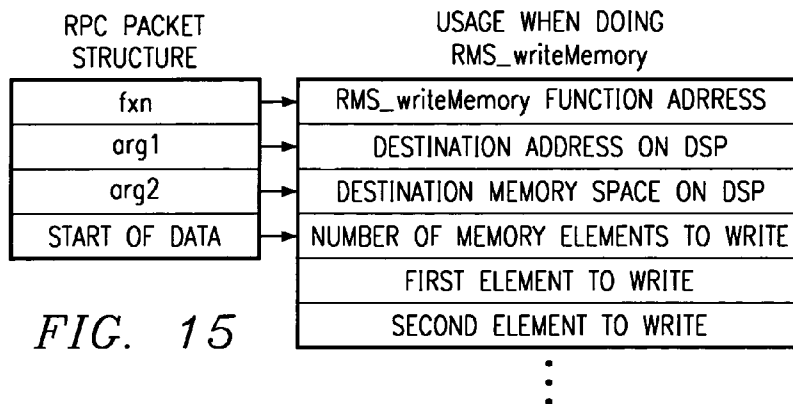 RPC PACKET
STRUCTURE
USAGE WHEN DOING
RMS_writeMemory
fxn
RMS_writeMemory FUNCTION ADRRESS
arg1
DESTINATION ADDRESS ON DSP
arg2
DESTINATION MEMORY SPACE ON DSP
START OF DATA
NUMBER OF MEMORY ELEMENTS TO WRITE
FIRST ELEMENT TO WRITE
SECOND ELEMENT TO WRITE
FIG. 15